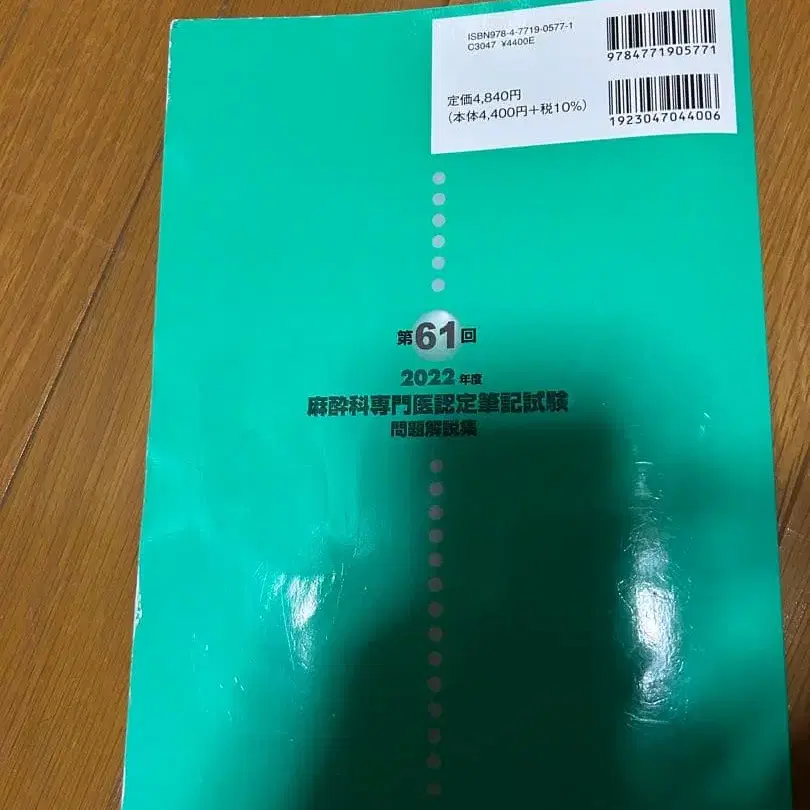 ISBN978-4-7719-0577-1
C3047 ¥4400E
9784771905771
定価4,840円
(本体4,400円+税10%)
1923047044006
第61回
2022年度
麻酔科専門医認定筆記試験
問題解説集